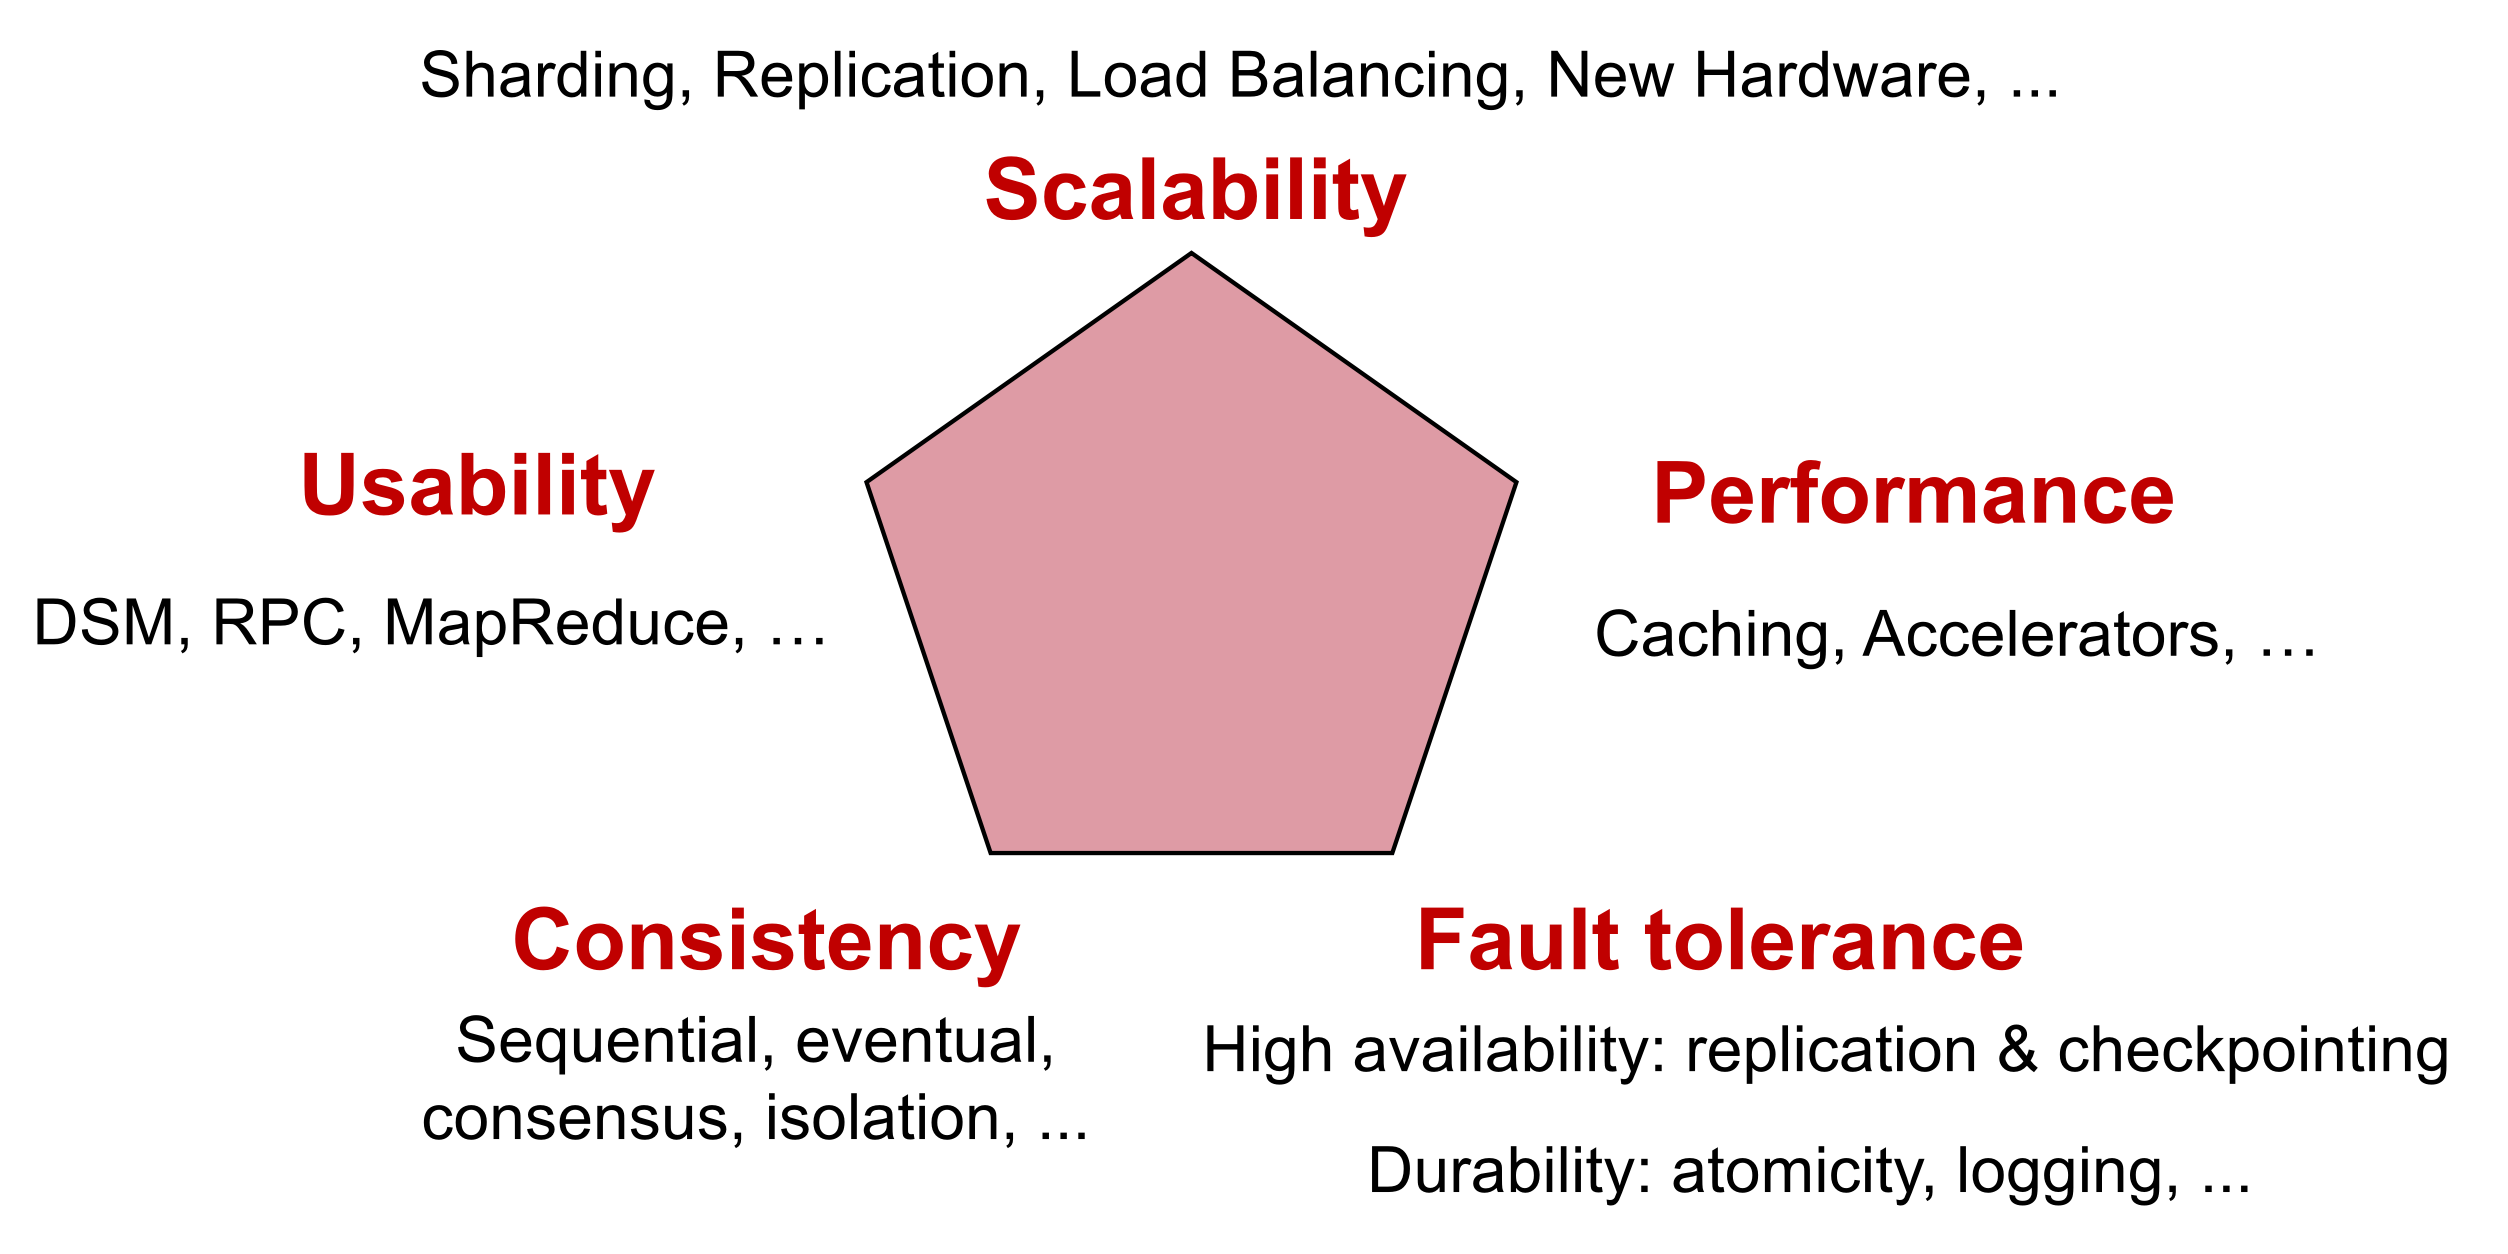 Sharding, Replication, Load Balancing, New Hardware, ...
Scalability
Usability
DSM, RPC, MapReduce, ...
Performance
Caching, Accelerators, ...
Consistency
Sequential, eventual,
consensus, isolation, ...
Fault tolerance
High availability: replication & checkpointing
Durability: atomicity, logging, ...